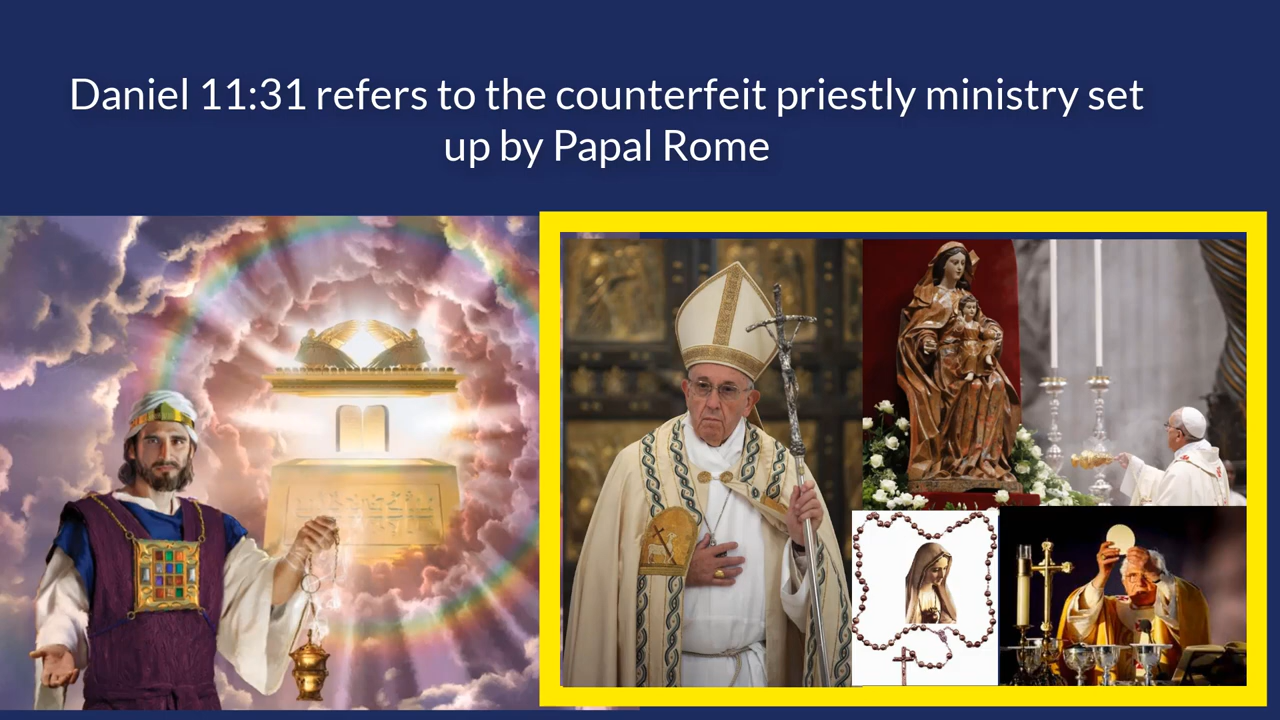 Daniel 11:31 refers to the counterfeit priestly ministry set
up by Papal Rome